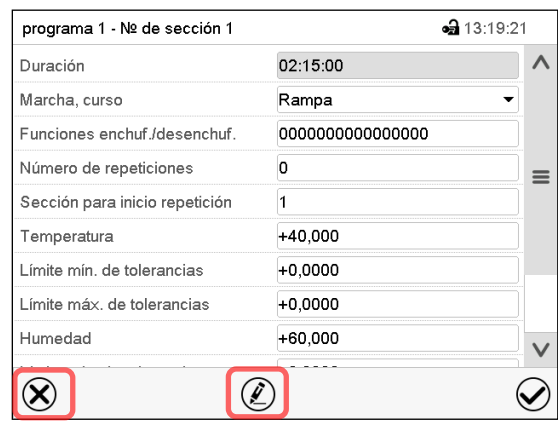 programa 1 - Nº de sección 1 13:19:21
Duración 02:15:00
Marcha, curso Rampa
Funciones enchuf./desenchuf. 0000000000000000
Número de repeticiones 0
Sección para inicio repetición 1
Temperatura +40,000
Límite mín. de tolerancias +0,0000
Límite máx. de tolerancias +0,0000
Humedad +60,000